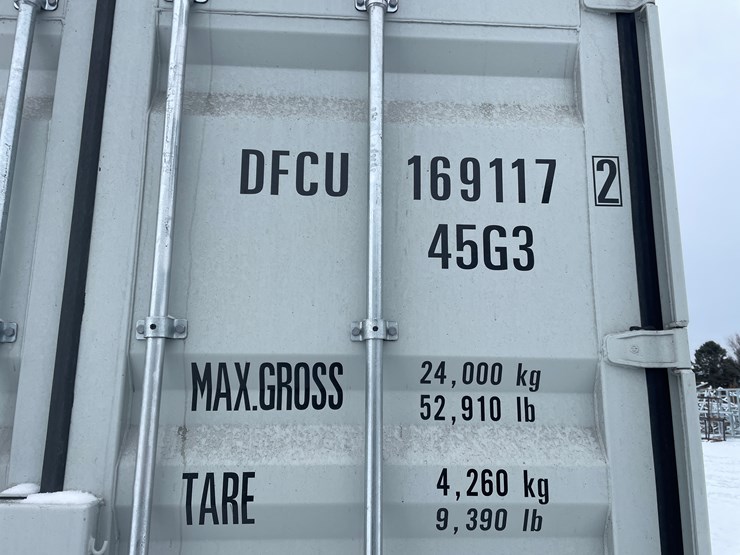 DFCU 169117 2
45G3
MAX.GROSS 24,000 kg
52,910 lb
TARE 4,260 kg
9,390 lb